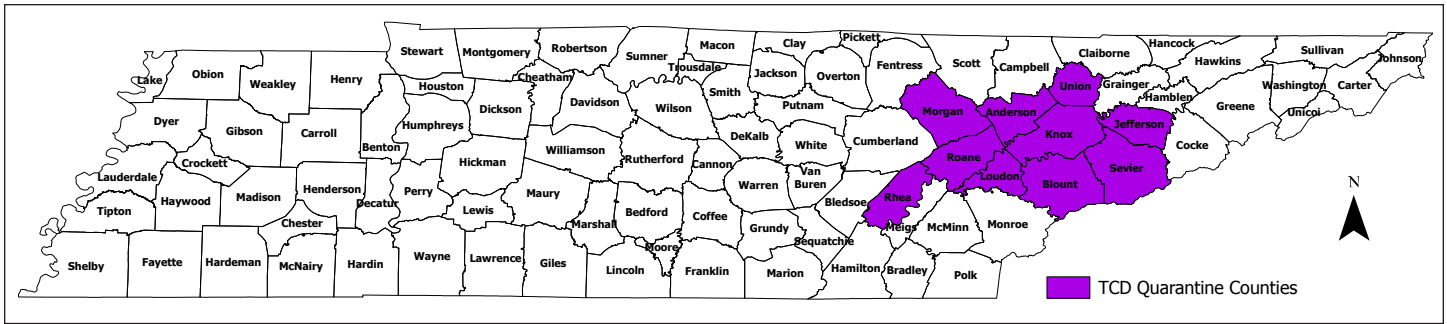 Stewart
Montgomery
Robertson
Sumner
Macon
Clay
Pickett
Trousdale
Lake
Obion
Weakley
Henry
Houston
Cheatham
Dickson
Davidson
Wilson
Smith
Jackson
Overton
Fentress
Scott
Campbell
Claiborne
Hancock
Hawkins
Sullivan
Johnson
Union
Grainger
Hamblen
Greene
Washington
Carter
Unicoi
Dyer
Gibson
Carroll
Benton
Humphreys
Hickman
Williamson
Rutherford
Cannon
DeKalb
Putnam
White
Cumberland
Morgan
Anderson
Knox
Jefferson
Cocke
Lauderdale
Crockett
Haywood
Madison
Henderson
Decatur
Perry
Lewis
Maury
Marshall
Bedford
Coffee
Warren
Van
Buren
Bledsoe
Rhea
Roane
Loudon
Blount
Sevier
Tipton
Chester
Moore
Grundy
Sequatchie
Meigs
McMinn
Monroe
Shelby
Fayette
Hardeman
McNairy
Hardin
Wayne
Lawrence
Giles
Lincoln
Franklin
Marion
Hamilton
Bradley
Polk
N
TCD Quarantine Counties